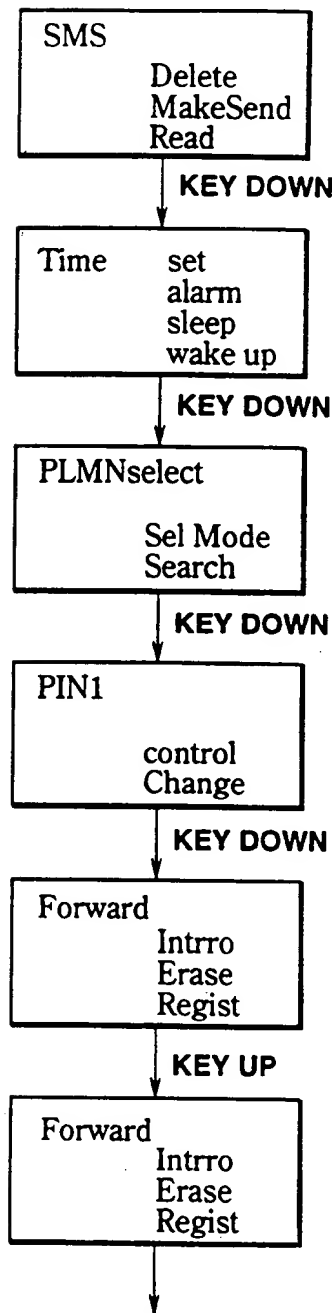 SMS
Delete
MakeSend
Read
KEY DOWN
Time set
alarm
sleep
wake up
KEY DOWN
PLMNselect
Sel Mode
Search
KEY DOWN
PIN1
control
Change
KEY DOWN
Forward
Intrro
Erase
Regist
KEY UP
Forward
Intrro
Erase
Regist